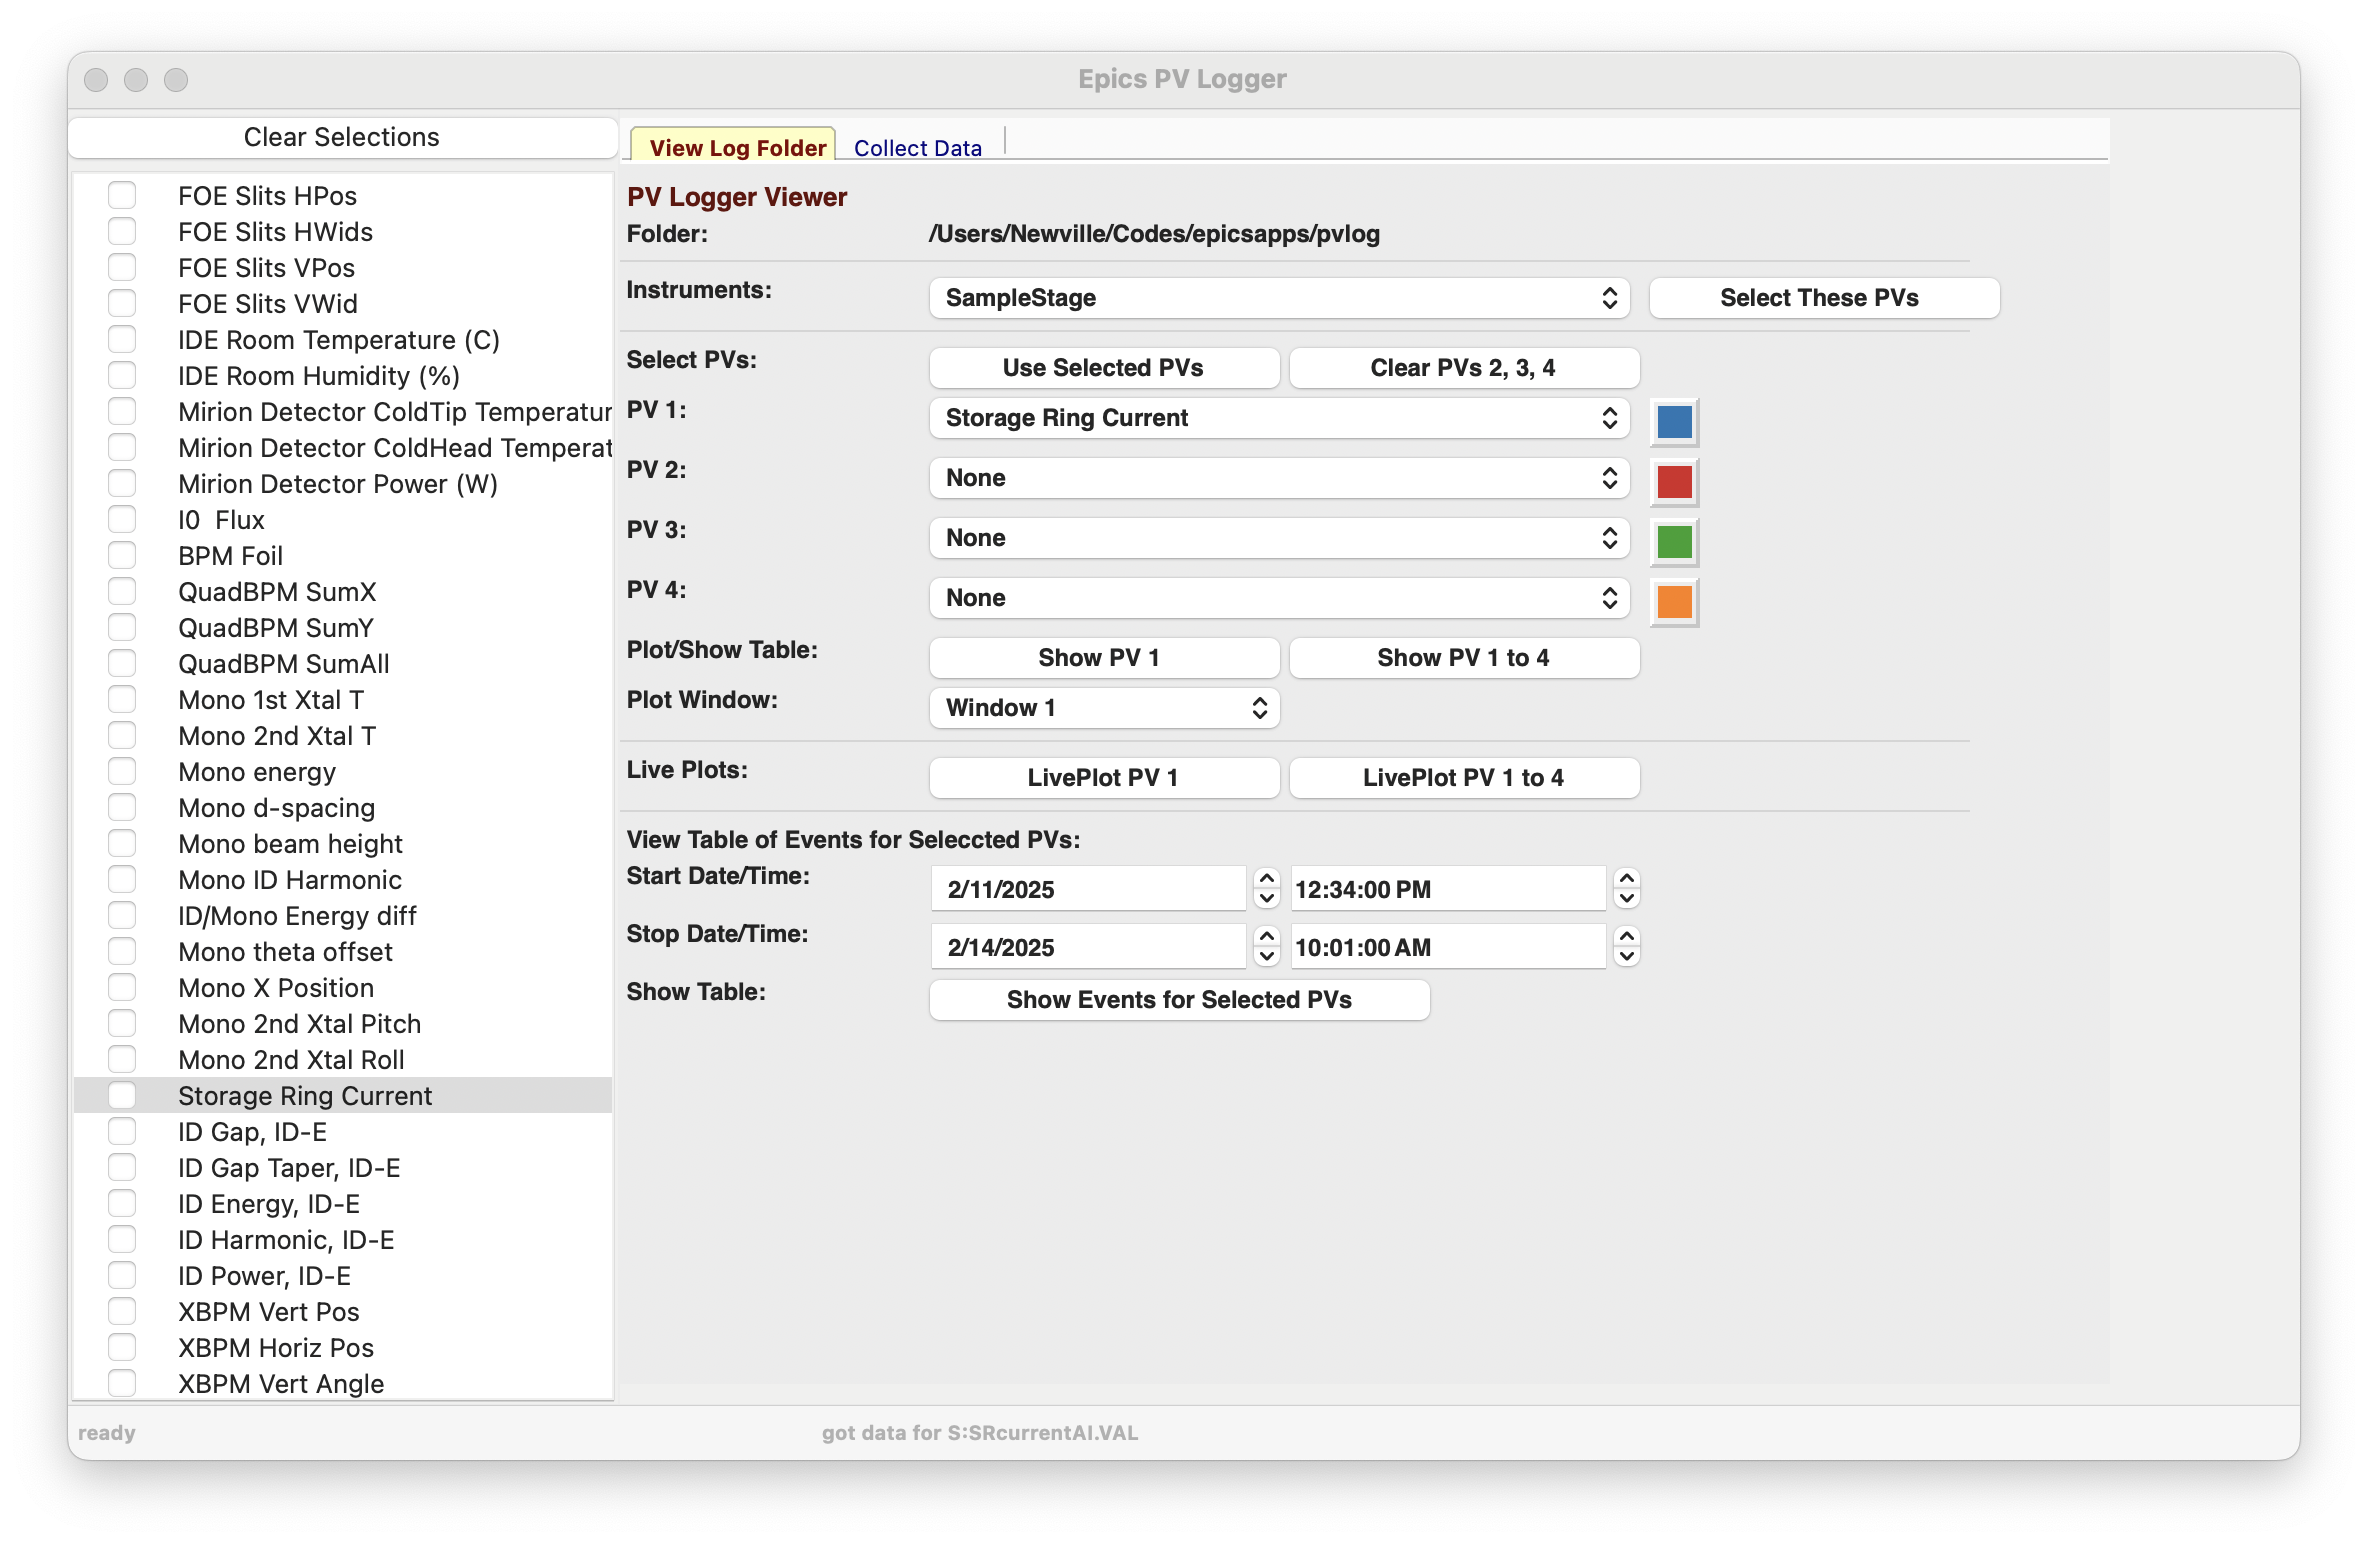 Epics PV Logger
Clear Selections
FOE Slits HPos
FOE Slits HWids
FOE Slits VPos
FOE Slits VWid
IDE Room Temperature (C)
IDE Room Humidity (%)
Mirion Detector ColdTip Temperatur
Mirion Detector ColdHead Temperat
Mirion Detector Power (W)
I0  Flux
BPM Foil
QuadBPM SumX
QuadBPM SumY
QuadBPM SumAll
Mono 1st Xtal T
Mono 2nd Xtal T
Mono energy
Mono d-spacing
Mono beam height
Mono ID Harmonic
ID/Mono Energy diff
Mono theta offset
Mono X Position
Mono 2nd Xtal Pitch
Mono 2nd Xtal Roll
Storage Ring Current
ID Gap, ID-E
ID Gap Taper, ID-E
ID Energy, ID-E
ID Harmonic, ID-E
ID Power, ID-E
XBPM Vert Pos
XBPM Horiz Pos
XBPM Vert Angle
View Log Folder Collect Data
PV Logger Viewer
Folder: /Users/Newville/Codes/epicsapps/pvlog
Instruments: SampleStage Select These PVs
Select PVs: Use Selected PVs Clear PVs 2, 3, 4
PV 1: Storage Ring Current
PV 2: None
PV 3: None
PV 4: None
Plot/Show Table: Show PV 1 Show PV 1 to 4
Plot Window: Window 1
Live Plots: LivePlot PV 1 LivePlot PV 1 to 4
View Table of Events for Seleccted PVs:
Start Date/Time: 2/11/2025 12:34:00 PM
Stop Date/Time: 2/14/2025 10:01:00 AM
Show Table: Show Events for Selected PVs
ready got data for S:SRcurrentAI.VAL